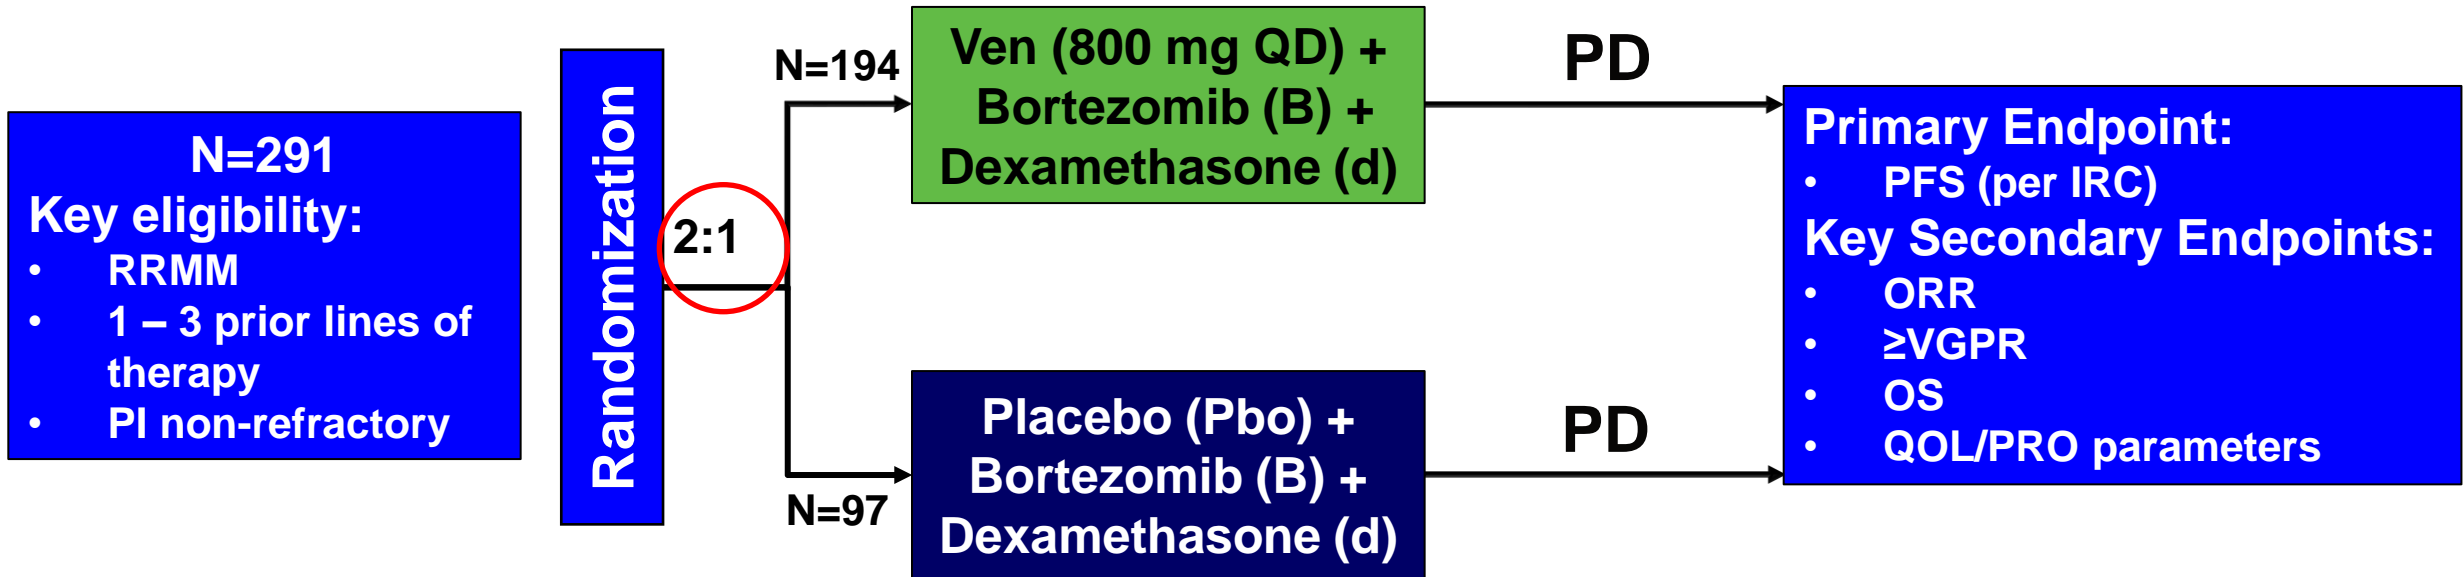 N=291
Key eligibility:
• RRMM
• 1 – 3 prior lines of
therapy
• PI non-refractory
Randomization
2:1
N=194
Ven (800 mg QD) +
Bortezomib (B) +
Dexamethasone (d)
PD
N=97
Placebo (Pbo) +
Bortezomib (B) +
Dexamethasone (d)
PD
Primary Endpoint:
• PFS (per IRC)
Key Secondary Endpoints:
• ORR
• ≥VGPR
• OS
• QOL/PRO parameters